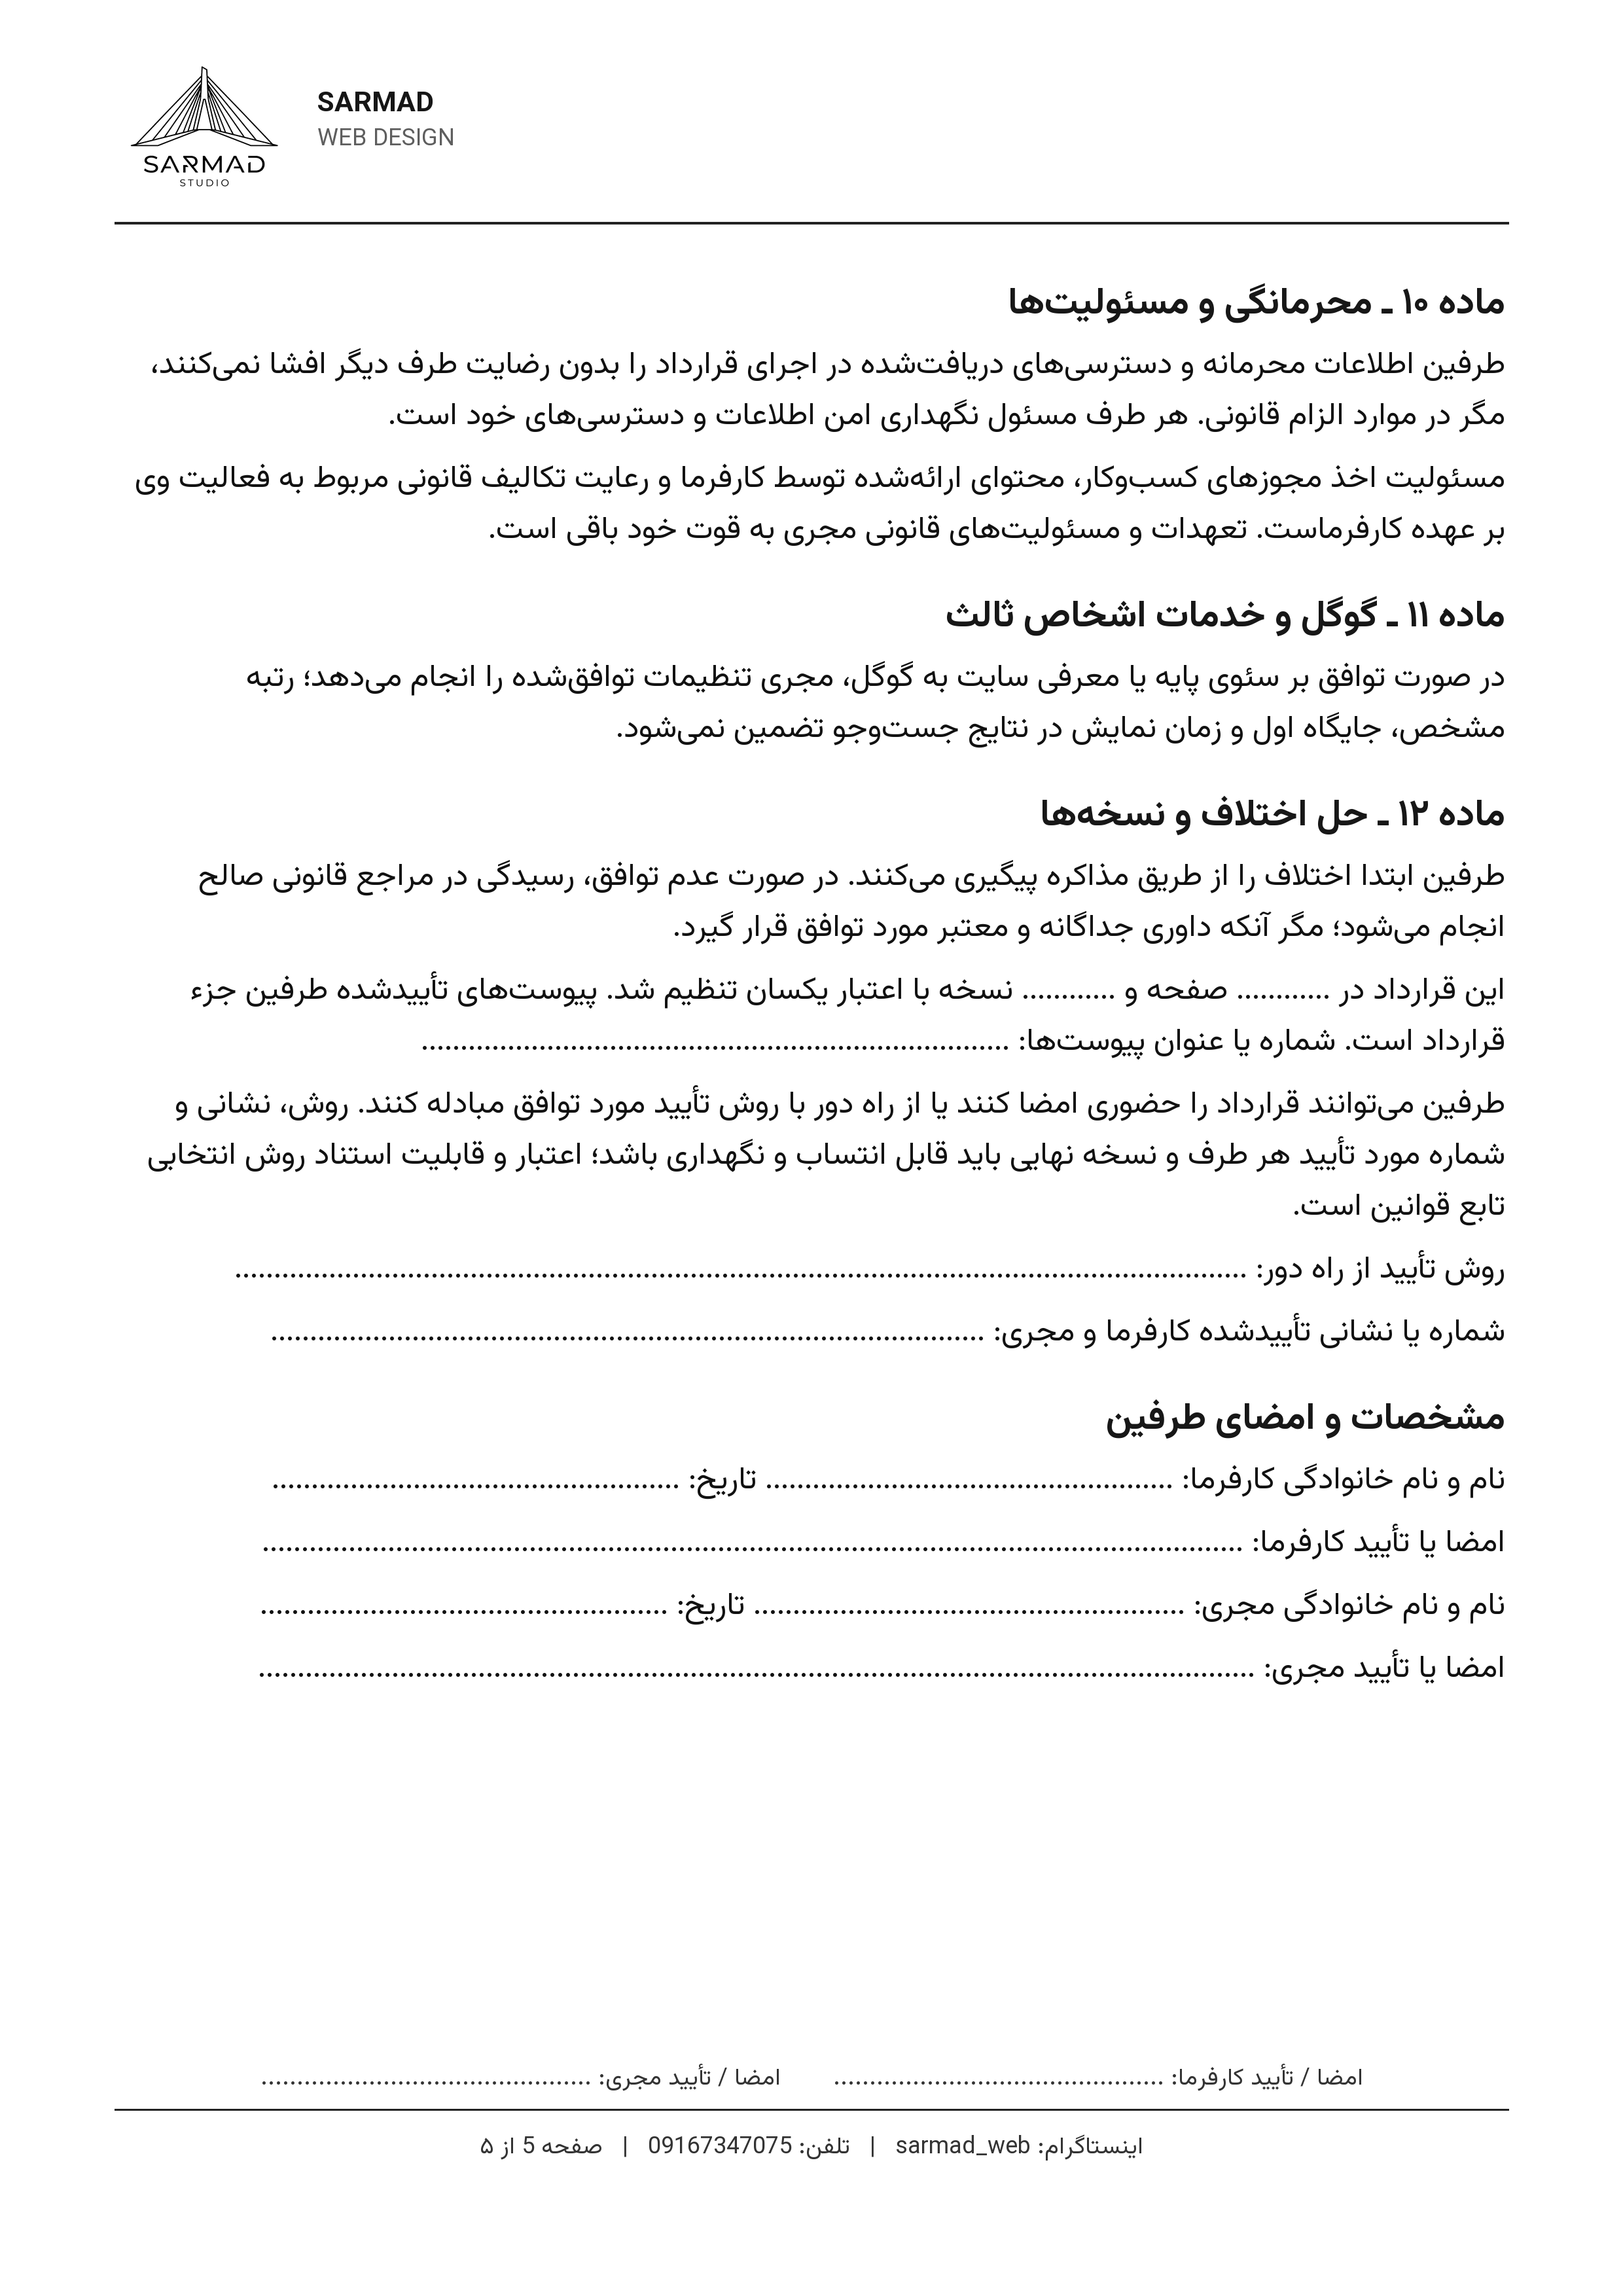 SARMAD
STUDIO
SARMAD
WEB DESIGN
ماده ۱۰ ـ محرمانگی و مسئولیت‌ها
طرفین اطلاعات محرمانه و دسترسی‌های دریافت‌شده در اجرای قرارداد را بدون رضایت طرف دیگر افشا نمی‌کنند،
مگر در موارد الزام قانونی. هر طرف مسئول نگهداری امن اطلاعات و دسترسی‌های خود است.
مسئولیت اخذ مجوزهای کسب‌وکار، محتوای ارائه‌شده توسط کارفرما و رعایت تکالیف قانونی مربوط به فعالیت وی
بر عهده کارفرماست. تعهدات و مسئولیت‌های قانونی مجری به قوت خود باقی است.
ماده ۱۱ ـ گوگل و خدمات اشخاص ثالث
در صورت توافق بر سئوی پایه یا معرفی سایت به گوگل، مجری تنظیمات توافق‌شده را انجام می‌دهد؛ رتبه
مشخص، جایگاه اول و زمان نمایش در نتایج جست‌وجو تضمین نمی‌شود.
ماده ۱۲ ـ حل اختلاف و نسخه‌ها
طرفین ابتدا اختلاف را از طریق مذاکره پیگیری می‌کنند. در صورت عدم توافق، رسیدگی در مراجع قانونی صالح
انجام می‌شود؛ مگر آنکه داوری جداگانه و معتبر مورد توافق قرار گیرد.
این قرارداد در ............ صفحه و ............ نسخه با اعتبار یکسان تنظیم شد. پیوست‌های تأییدشده طرفین جزء
قرارداد است. شماره یا عنوان پیوست‌ها: ...........................................................................
طرفین می‌توانند قرارداد را حضوری امضا کنند یا از راه دور با روش تأیید مورد توافق مبادله کنند. روش، نشانی و
شماره مورد تأیید هر طرف و نسخه نهایی باید قابل انتساب و نگهداری باشد؛ اعتبار و قابلیت استناد روش انتخابی
تابع قوانین است.
روش تأیید از راه دور: .................................................................................................................................
شماره یا نشانی تأییدشده کارفرما و مجری: ...........................................................................................
مشخصات و امضای طرفین
نام و نام خانوادگی کارفرما: .................................................... تاریخ: ....................................................
امضا یا تأیید کارفرما: .............................................................................................................................
نام و نام خانوادگی مجری: ....................................................... تاریخ: ....................................................
امضا یا تأیید مجری: ...............................................................................................................................
امضا / تأیید کارفرما: .............................................. امضا / تأیید مجری: ..............................................
اینستاگرام: sarmad_web | تلفن: 09167347075 | صفحه 5 از ۵